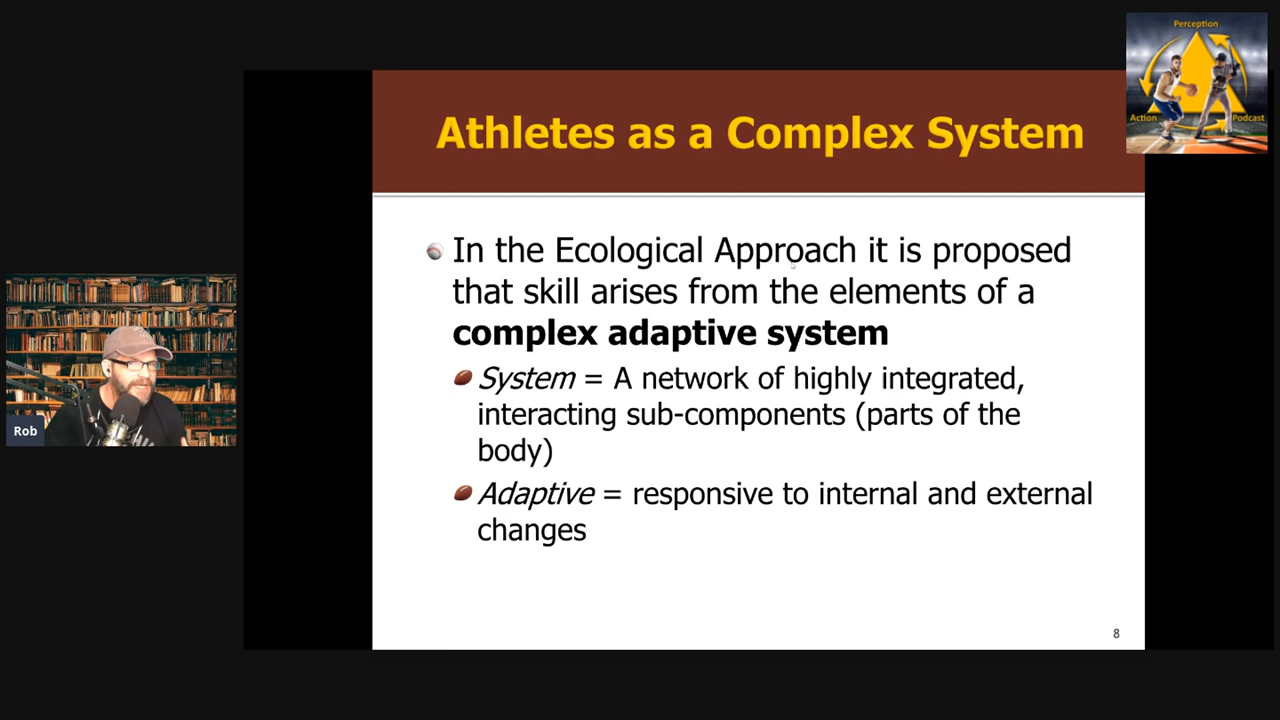 Perception
Action
Podcast
Athletes as a Complex System
In the Ecological Approach it is proposed
that skill arises from the elements of a
complex adaptive system
System = A network of highly integrated,
interacting sub-components (parts of the
body)
Adaptive = responsive to internal and external
changes
Rob
8